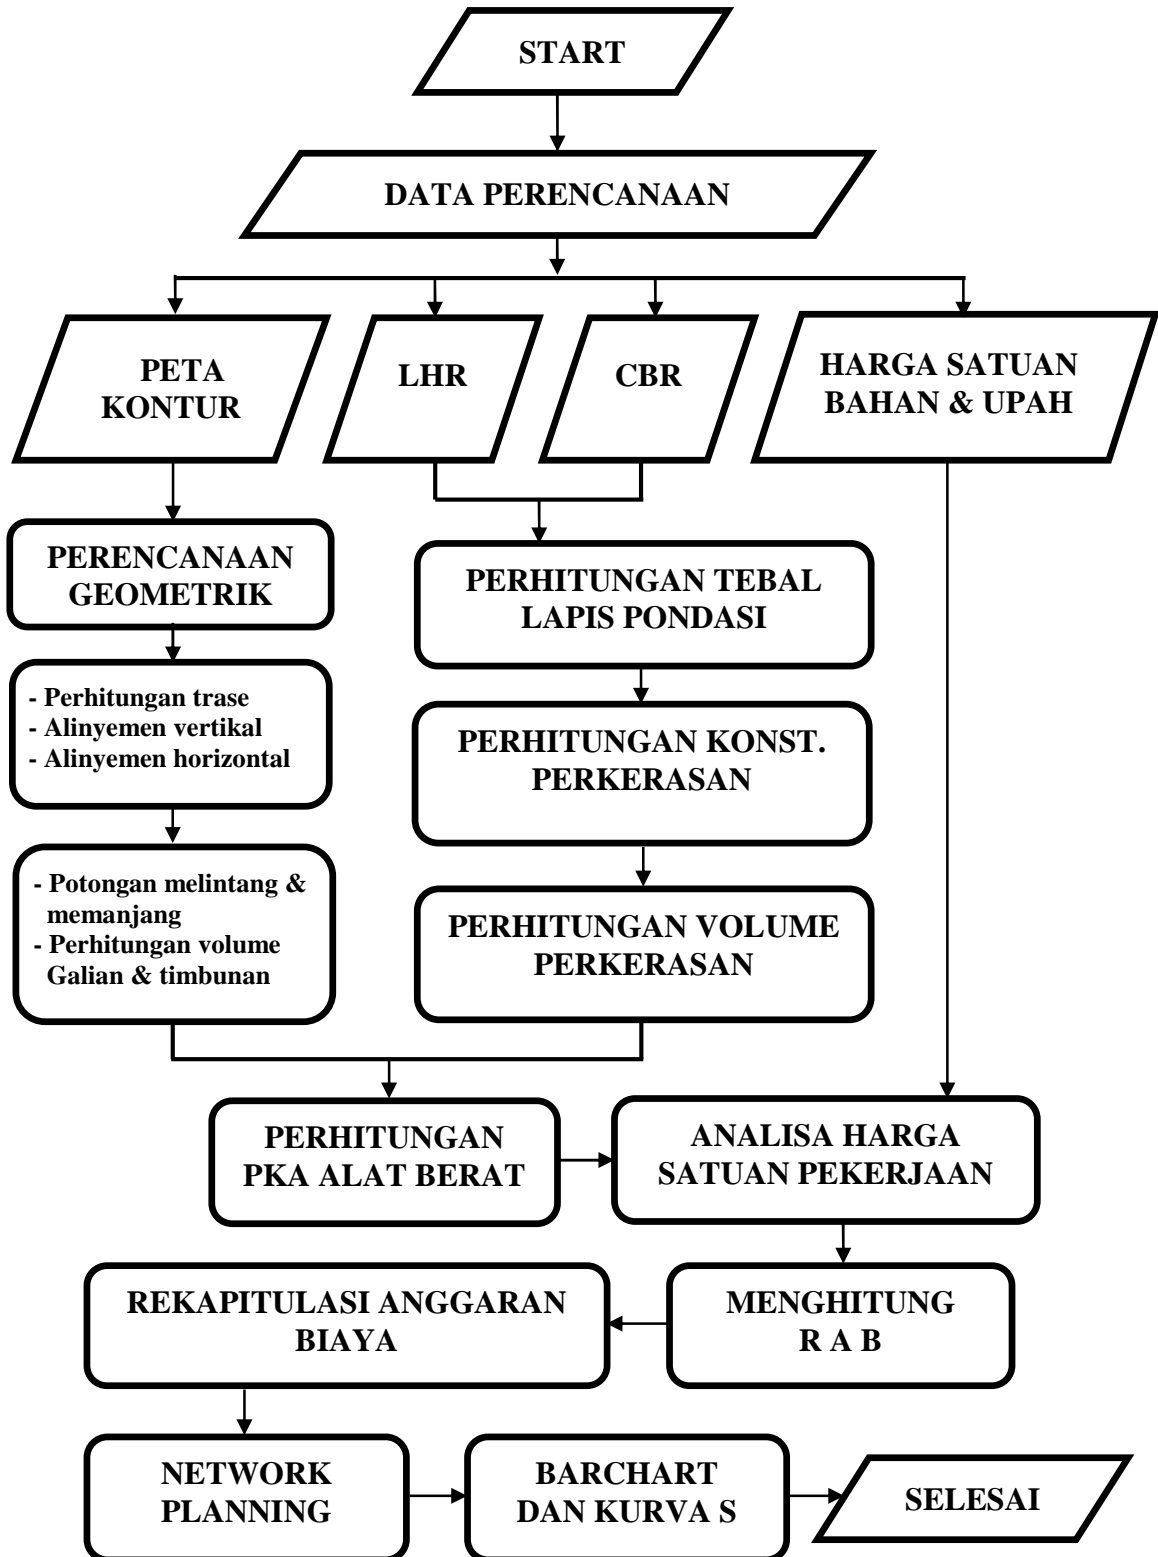 START
DATA PERENCANAAN
PETA
KONTUR
LHR
CBR
HARGA SATUAN
BAHAN & UPAH
PERENCANAAN
GEOMETRIK
PERHITUNGAN TEBAL
LAPIS PONDASI
- Perhitungan trase
- Alinyemen vertikal
- Alinyemen horizontal
PERHITUNGAN KONST.
PERKERASAN
- Potongan melintang &
memanjang
- Perhitungan volume
Galian & timbunan
PERHITUNGAN VOLUME
PERKERASAN
PERHITUNGAN
PKA ALAT BERAT
ANALISA HARGA
SATUAN PEKERJAAN
REKAPITULASI ANGGARAN
BIAYA
MENGHITUNG
R A B
NETWORK
PLANNING
BARCHART
DAN KURVA S
SELESAI